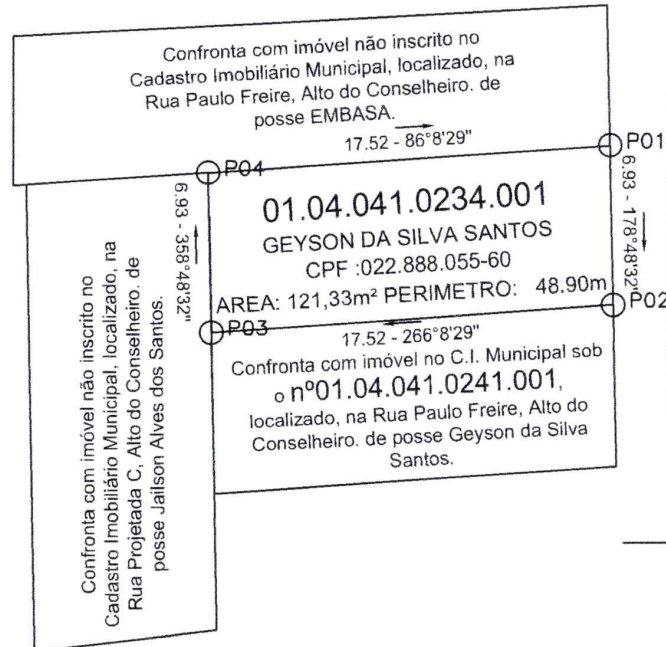 Confronta com imóvel não inscrito no
Cadastro Imobiliário Municipal, localizado, na
Rua Paulo Freire, Alto do Conselheiro. de
posse EMBASA.
17.52 - 86°8'29"
P04
P01
6.93 - 178°48'32"
01.04.041.0234.001
GEYSON DA SILVA SANTOS
CPF :022.888.055-60
AREA: 121,33m² PERIMETRO: 48.90m
6.93 - 358°48'32"
P03
P02
17.52 - 266°8'29"
Confronta com imóvel no C.I. Municipal sob
o nº01.04.041.0241.001,
localizado, na Rua Paulo Freire, Alto do
Conselheiro. de posse Geyson da Silva
Santos.
Confronta com imóvel não inscrito no
Cadastro Imobiliário Municipal, localizado, na
Rua Projetada C, Alto do Conselheiro. de
posse Jailson Alves dos Santos.